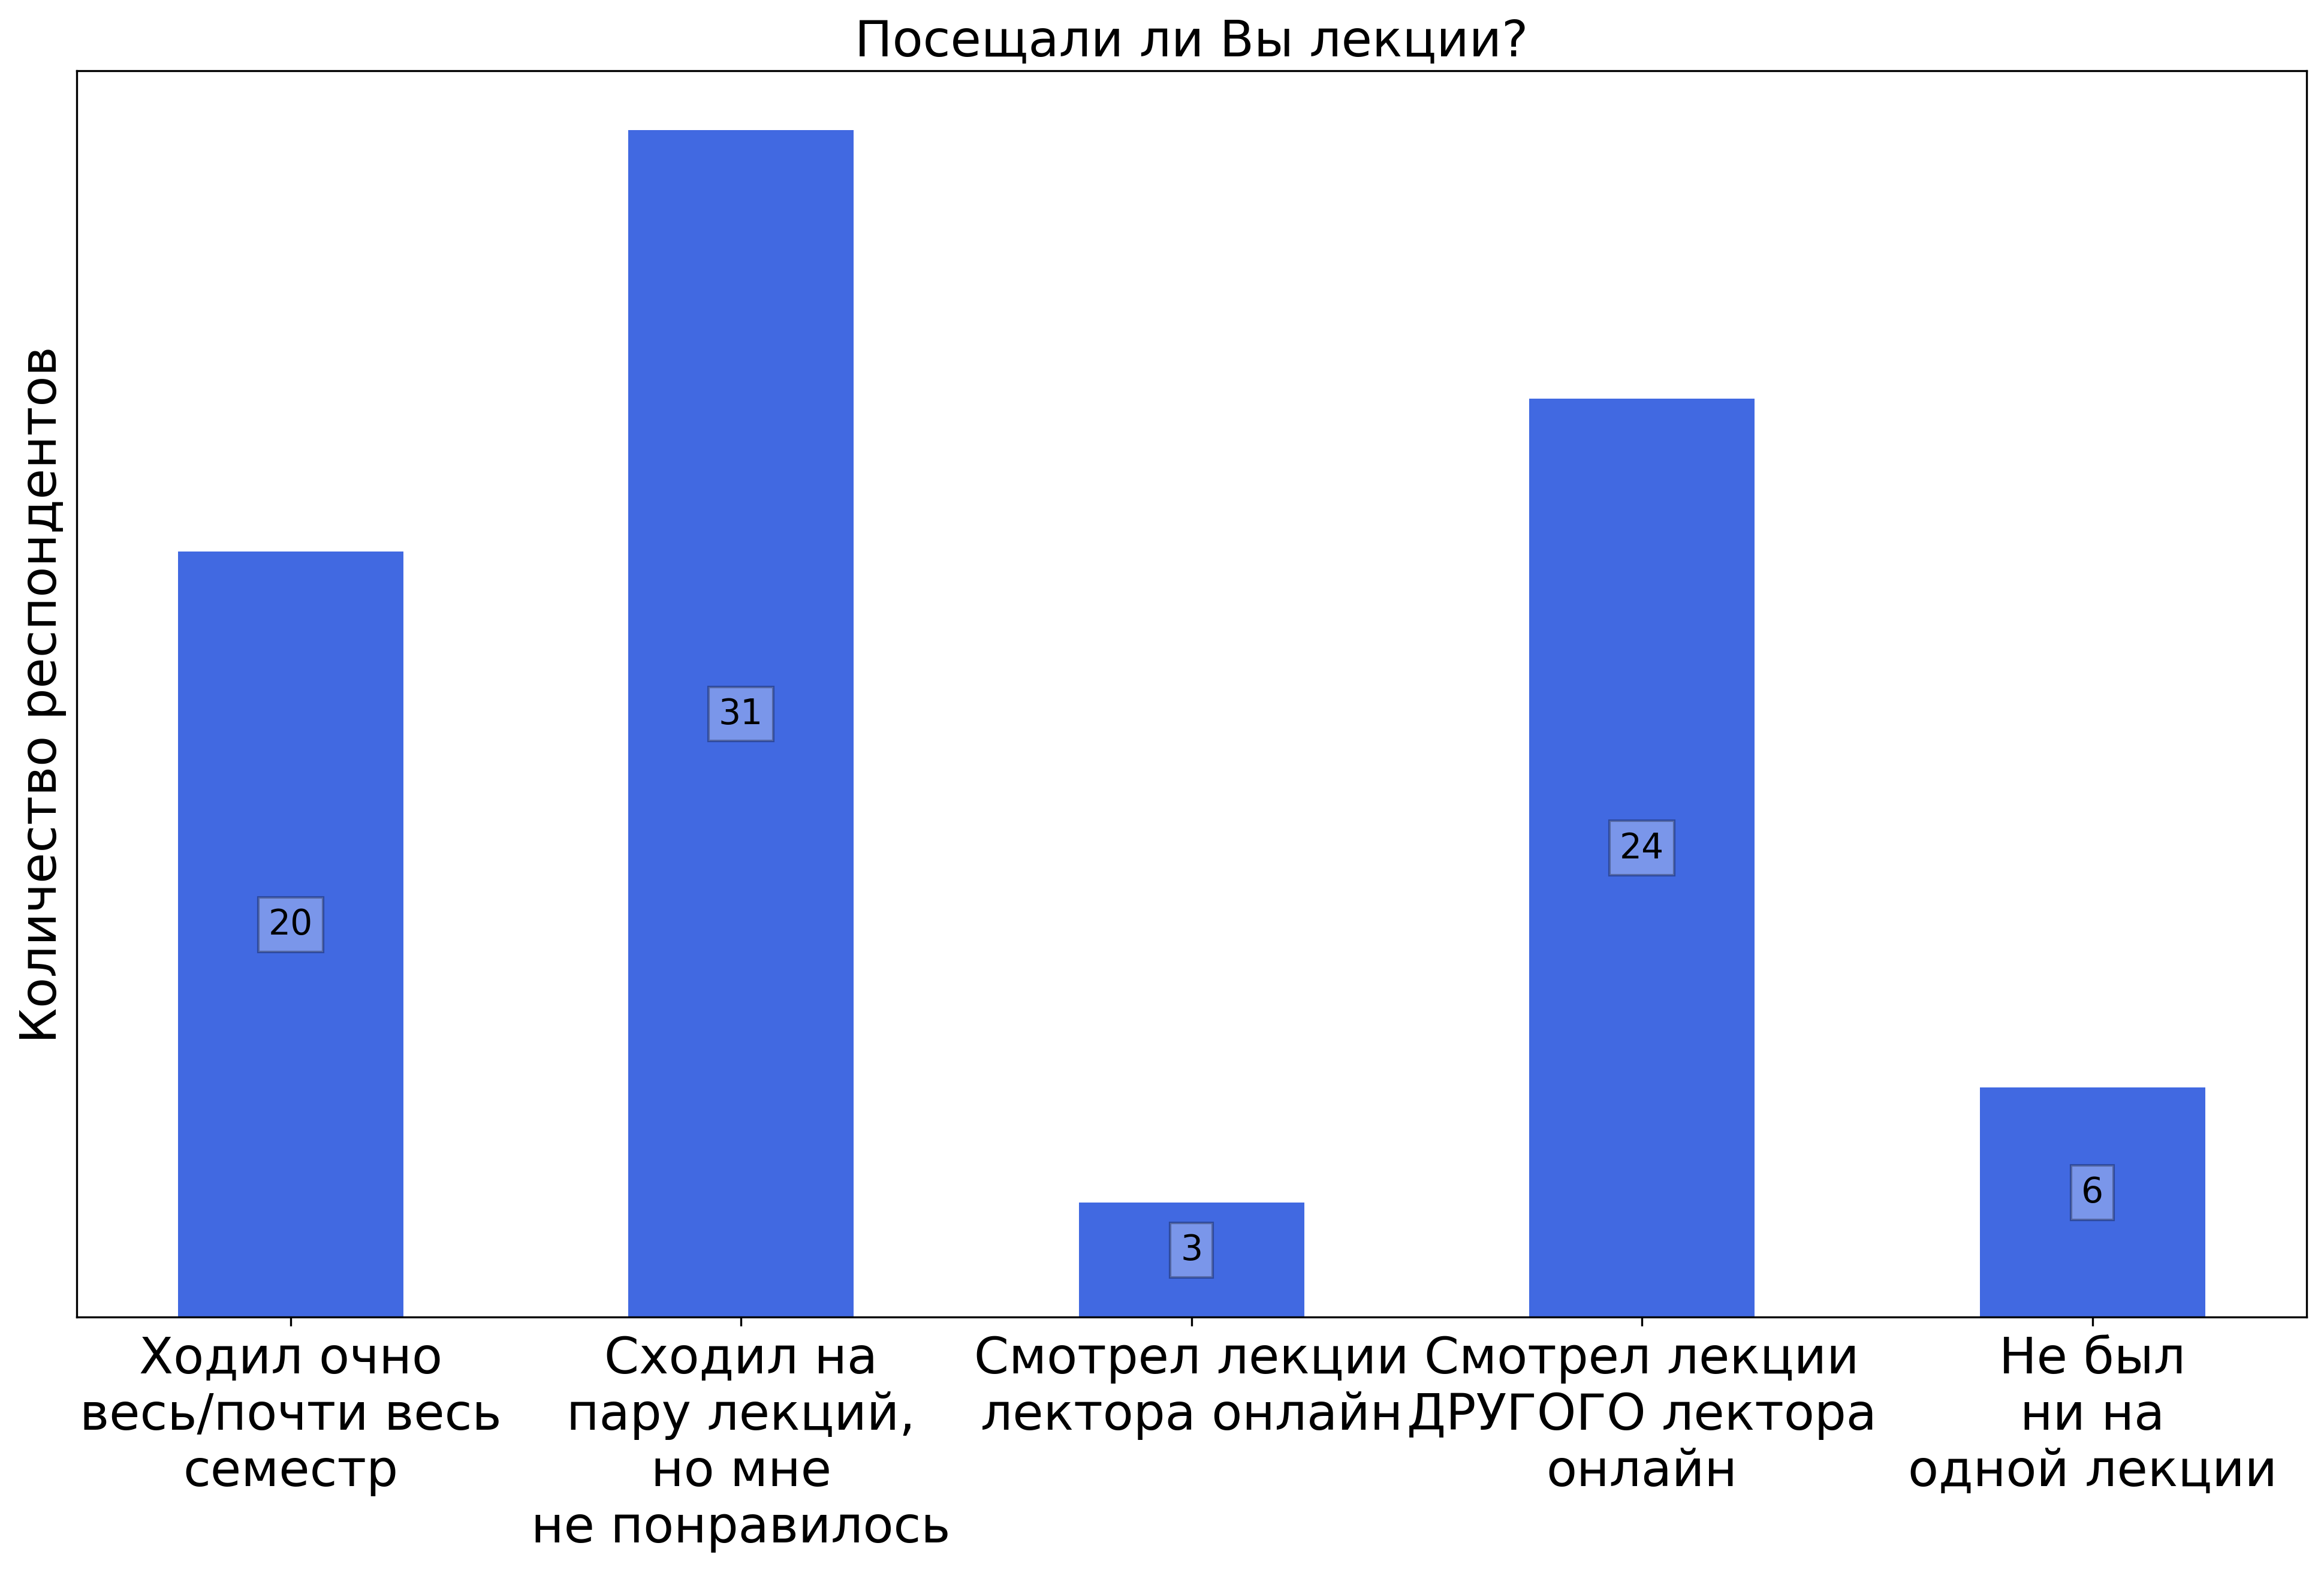 Посещали ли Вы лекции?
Количество респондентов
20
31
3
24
6
Ходил очно
весь/почти весь
семестр
Сходил на
пару лекций,
но мне
не понравилось
Смотрел лекции
лектора онлайн
Смотрел лекции
ДРУГОГО лектора
онлайн
Не был
ни на
одной лекции